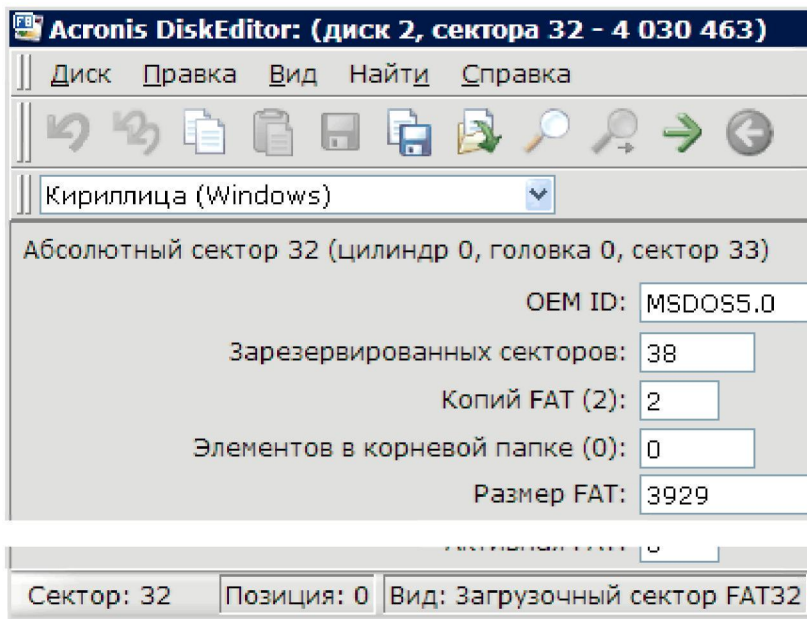 Acronis DiskEditor: (диск 2, сектора 32 - 4 030 463)
Диск Правка Вид Найти Справка
Кириллица (Windows)
Абсолютный сектор 32 (цилиндр 0, головка 0, сектор 33)
OEM ID: MSDOS5.0
Зарезервированных секторов: 38
Копий FAT (2): 2
Элементов в корневой папке (0): 0
Размер FAT: 3929
Сектор: 32 Позиция: 0 Вид: Загрузочный сектор FAT32